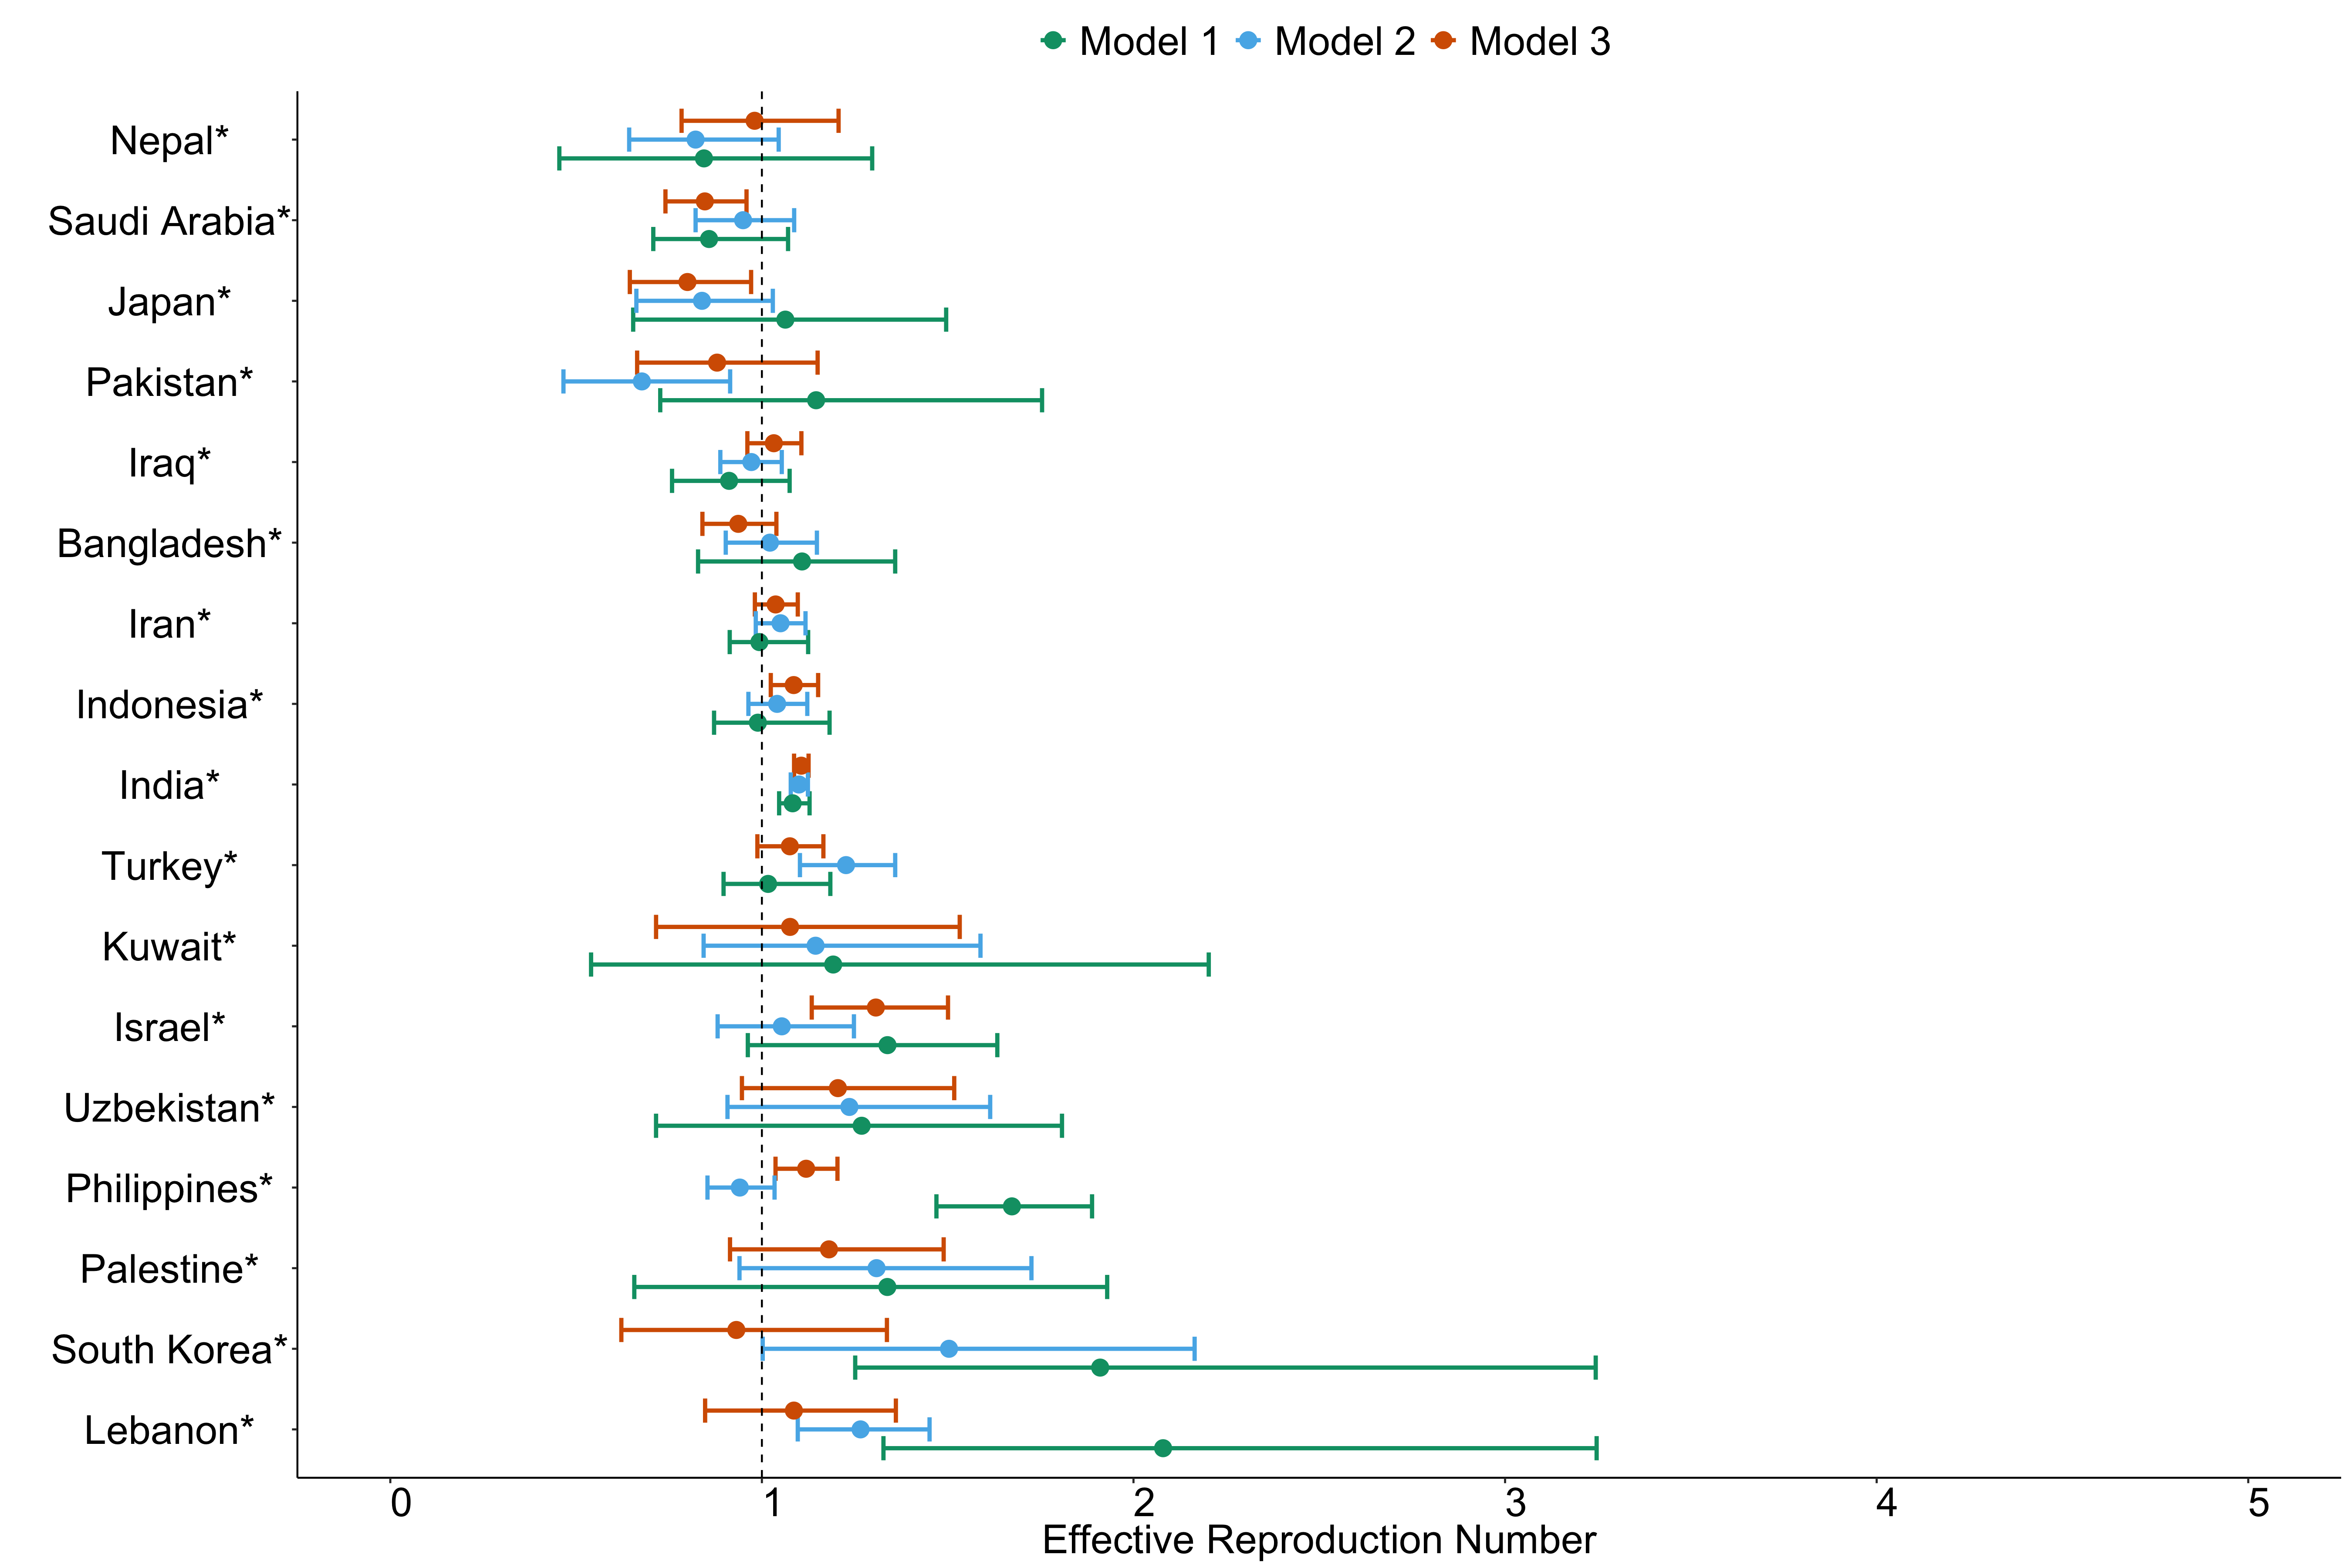 Model 1 Model 2 Model 3
Nepal*
Saudi Arabia*
Japan*
Pakistan*
Iraq*
Bangladesh*
Iran*
Indonesia*
India*
Turkey*
Kuwait*
Israel*
Uzbekistan*
Philippines*
Palestine*
South Korea*
Lebanon*
0 1 2 3 4 5
Effective Reproduction Number